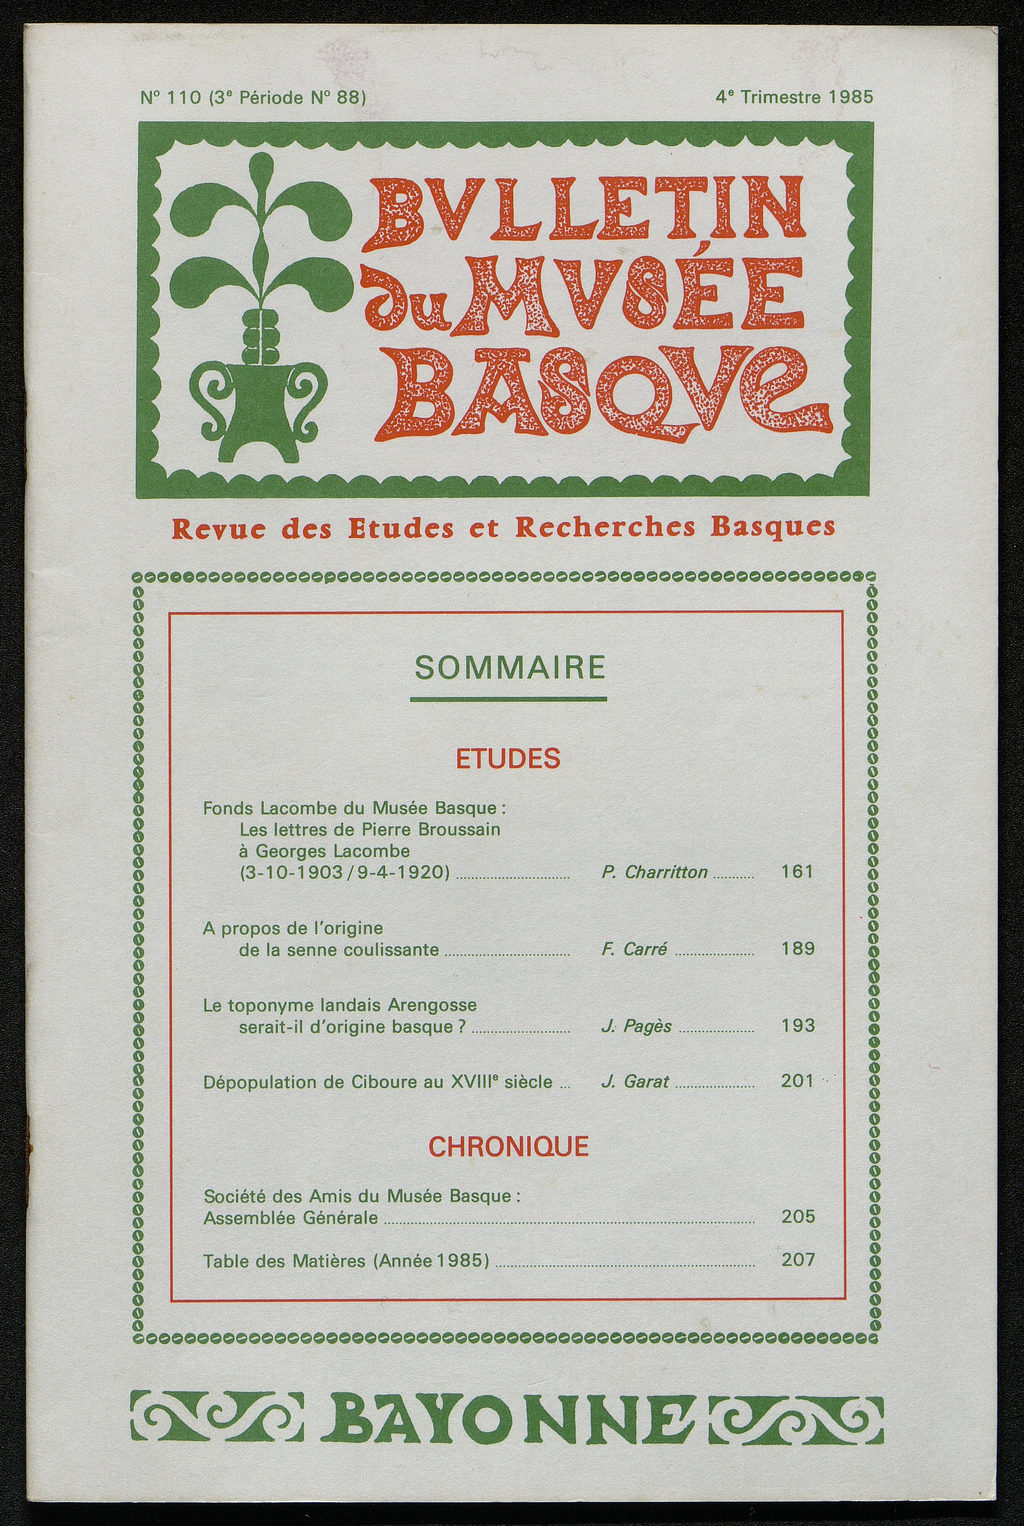 N° 110 (3e Période N° 88)
4e Trimestre 1985
BVLLETIN
du MVSÉE
BASQVE
Revue des Etudes et Recherches Basques
SOMMAIRE
ETUDES
Fonds Lacombe du Musée Basque :
Les lettres de Pierre Broussain
à Georges Lacombe
(3-10-1903 / 9-4-1920) ........................ P. Charritton .......... 161
A propos de l'origine
de la senne coulissante ........................ F. Carré .................... 189
Le toponyme landais Arengosse
serait-il d'origine basque ? ........................ J. Pagès .................. 193
Dépopulation de Ciboure au XVIIIe siècle ... J. Garat .................... 201
CHRONIQUE
Société des Amis du Musée Basque :
Assemblée Générale ........................ 205
Table des Matières (Année 1985) ........................ 207
BAYONNE